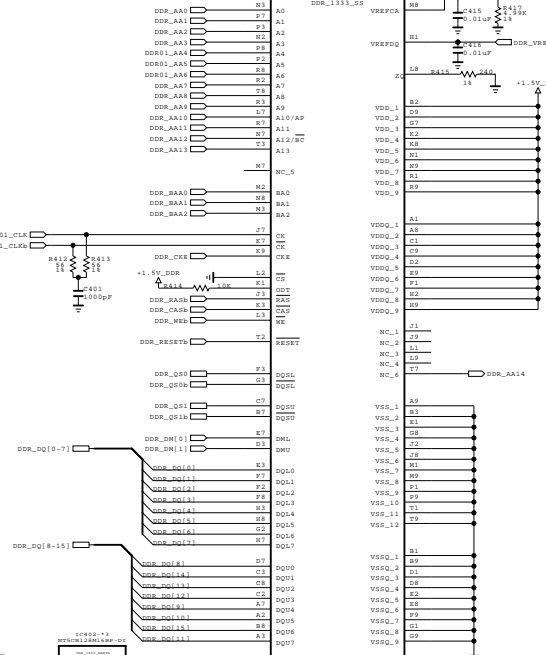 DDR_1333_SS
DDR_AA0 N3 A0
DDR_AA1 P7 A1
DDR_AA2 P3 A2
DDR_AA3 N2 A3
DDR01_AA4 P8 A4
DDR01_AA5 P2 A5
DDR01_AA6 R8 A6
DDR_AA7 R2 A7
DDR_AA8 T8 A8
DDR_AA9 R3 A9
DDR_AA10 L7 A10/AP
DDR_AA11 R7 A11
DDR_AA12 N7 A12/BC
DDR_AA13 T3 A13
M7 NC_5
DDR_BAA0 M2 BA0
DDR_BAA1 N8 BA1
DDR_BAA2 M3 BA2
01_CLK J7 CK
1_CLKb K7 CK
DDR_CKE K9 CKE
R412 56 1%
R413 56 1%
C401 1000pF
+1.5V_DDR
L2 CS
R414 10K K1 ODT
DDR_RASb J3 RAS
DDR_CASb K3 CAS
DDR_WEb L3 WE
DDR_RESETb T2 RESET
DDR_QS0 F3 DQSL
DDR_QS0b G3 DQSL
DDR_QS1 C7 DQSU
DDR_QS1b B7 DQSU
DDR_DM[0] E7 DML
DDR_DM[1] D3 DMU
DDR_DQ[0-7]
DDR_DQ[0] E3 DQL0
DDR_DQ[1] F7 DQL1
DDR_DQ[2] F2 DQL2
DDR_DQ[3] F8 DQL3
DDR_DQ[4] H3 DQL4
DDR_DQ[5] H8 DQL5
DDR_DQ[6] G2 DQL6
DDR_DQ[7] H7 DQL7
DDR_DQ[8-15]
DDR_DQ[8] D7 DQU0
DDR_DQ[14] C3 DQU1
DDR_DQ[13] C8 DQU2
DDR_DQ[12] C2 DQU3
DDR_DQ[9] A7 DQU4
DDR_DQ[10] A2 DQU5
DDR_DQ[15] B8 DQU6
DDR_DQ[11] A3 DQU7
IC402-*3
NT5CB128M16HP-DI
VREFCA M8
C415
0.01uF
R417
4.99K
1%
VREFDQ H1
DDR_VRE
C416
0.01uF
ZQ L8 R415 240
1%
+1.5V_
VDD_1 B2
VDD_2 D9
VDD_3 G7
VDD_4 K2
VDD_5 K8
VDD_6 N1
VDD_7 N9
VDD_8 R1
VDD_9 R9
VDDQ_1 A1
VDDQ_2 A8
VDDQ_3 C1
VDDQ_4 C9
VDDQ_5 D2
VDDQ_6 E9
VDDQ_7 F1
VDDQ_8 H2
VDDQ_9 H9
NC_1 J1
NC_2 J9
NC_3 L1
NC_4 L9
NC_6 T7 DDR_AA14
VSS_1 A9
VSS_2 B3
VSS_3 E1
VSS_4 G8
VSS_5 J2
VSS_6 J8
VSS_7 M1
VSS_8 M9
VSS_9 P1
VSS_10 P9
VSS_11 T1
VSS_12 T9
VSSQ_1 B1
VSSQ_2 B9
VSSQ_3 D1
VSSQ_4 D8
VSSQ_5 E2
VSSQ_6 E8
VSSQ_7 F9
VSSQ_8 G1
VSSQ_9 G9